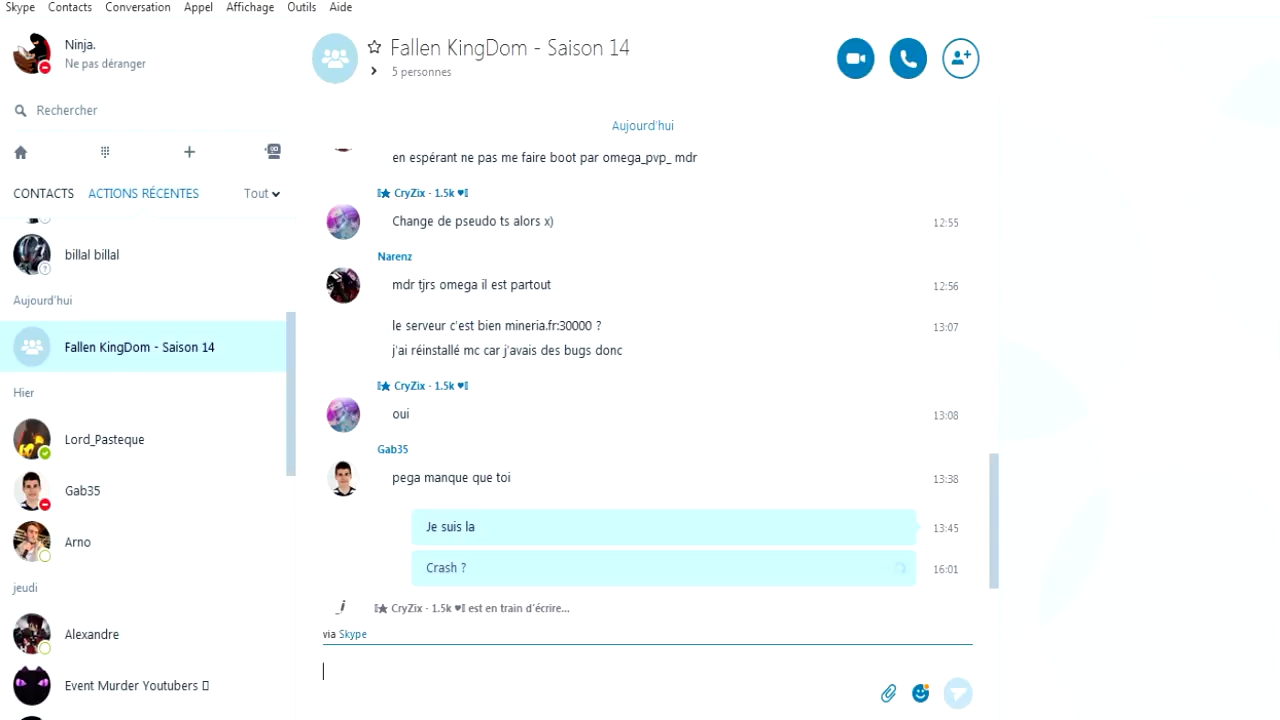 Skype Contacts Conversation Appel Affichage Outils Aide
Ninja.
Ne pas déranger
Rechercher
CONTACTS ACTIONS RÉCENTES Tout
billal billal
Aujourd'hui
Fallen KingDom - Saison 14
Hier
Lord_Pasteque
Gab35
Arno
jeudi
Alexandre
Event Murder Youtubers
Fallen KingDom - Saison 14
5 personnes
Aujourd'hui
en espérant ne pas me faire boot par omega_pvp_ mdr
★ CryZix - 1.5k ♥
Change de pseudo ts alors x) 12:55
Narenz
mdr tjrs omega il est partout 12:56
le serveur c'est bien mineria.fr:30000 ? 13:07
j'ai réinstallé mc car j'avais des bugs donc
★ CryZix - 1.5k ♥
oui 13:08
Gab35
pega manque que toi 13:38
Je suis la 13:45
Crash ? 16:01
★ CryZix - 1.5k ♥ est en train d'écrire...
via Skype